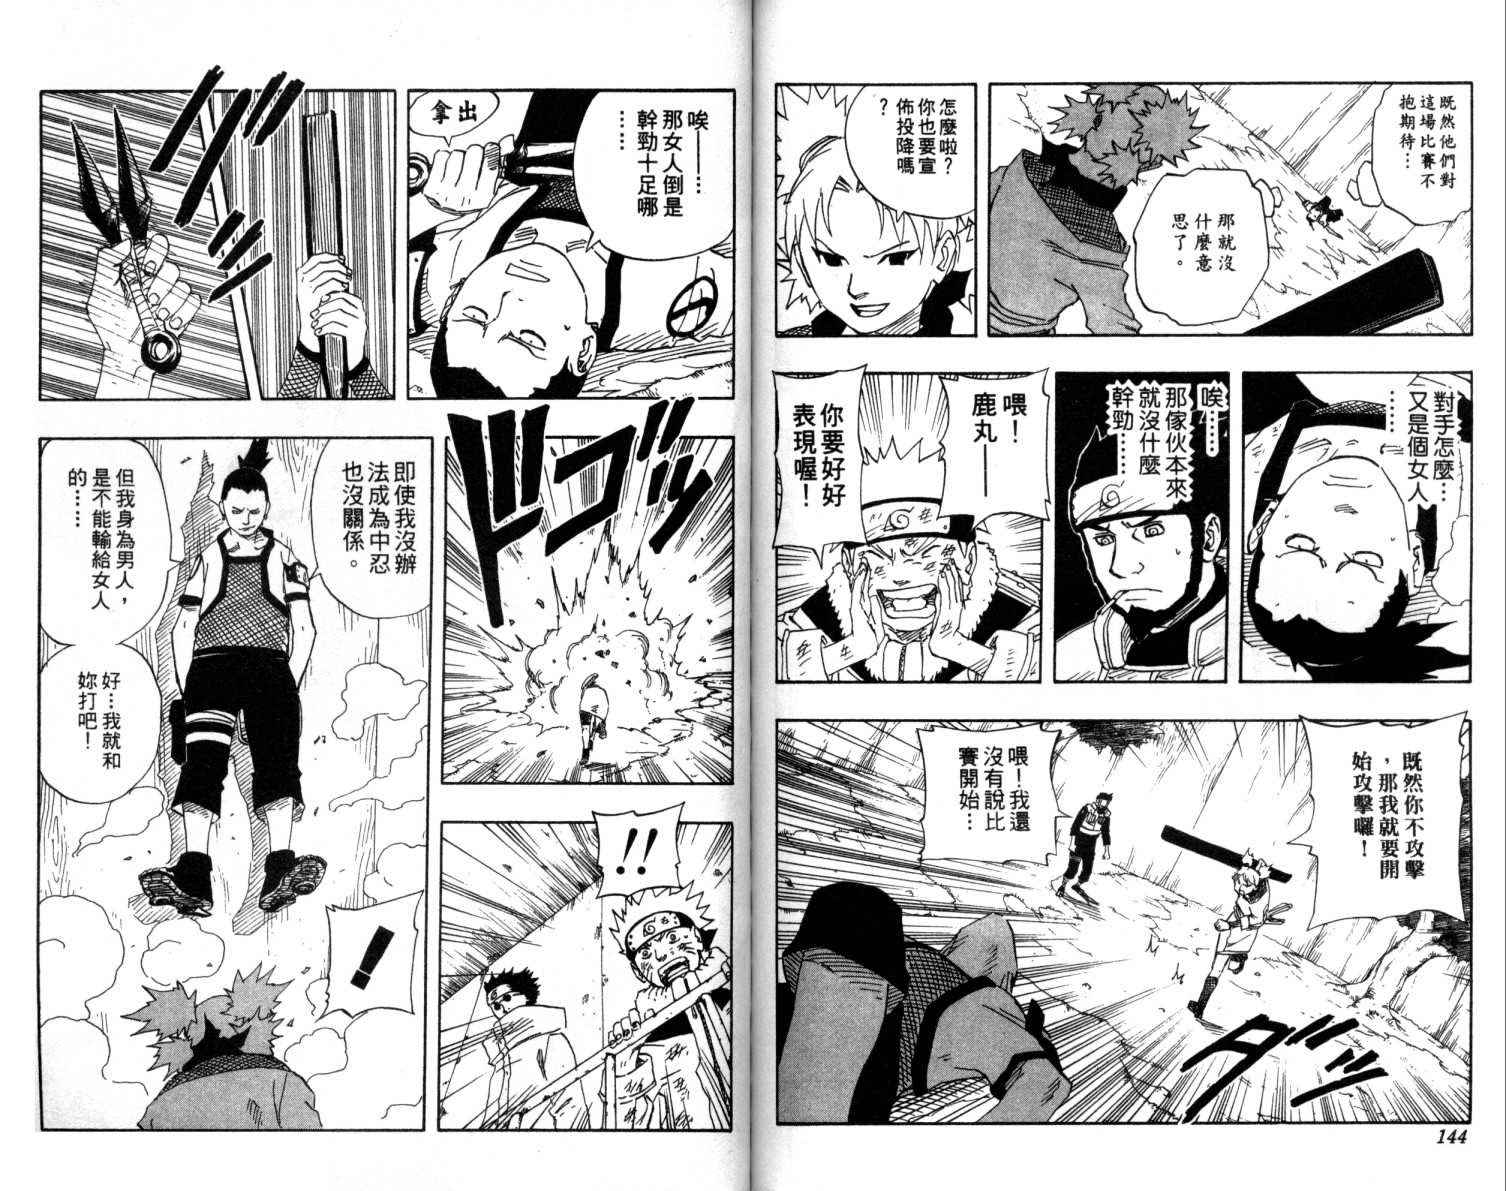 既然他們對
這場比賽不
抱期待…
那就沒
什麼意
思了。
怎麼啦？
你也要宣
佈投降嗎
？
對手怎麼…
又是個女人
………
唉……
那傢伙本來
就沒什麼
幹勁……
喂！
鹿丸——
你要好好
表現喔！
既然你不攻擊
，那我就要開
始攻擊囉！
喂！我還
沒有說比
賽開始…
ダッ
144
唉——…
那女人倒是
幹勁十足哪
……
拿出
ドゴッ
!!
即使我沒辦
法成為中忍
也沒關係。
但我身為男人，
是不能輸給女人
的……
好…我就和
妳打吧！
！